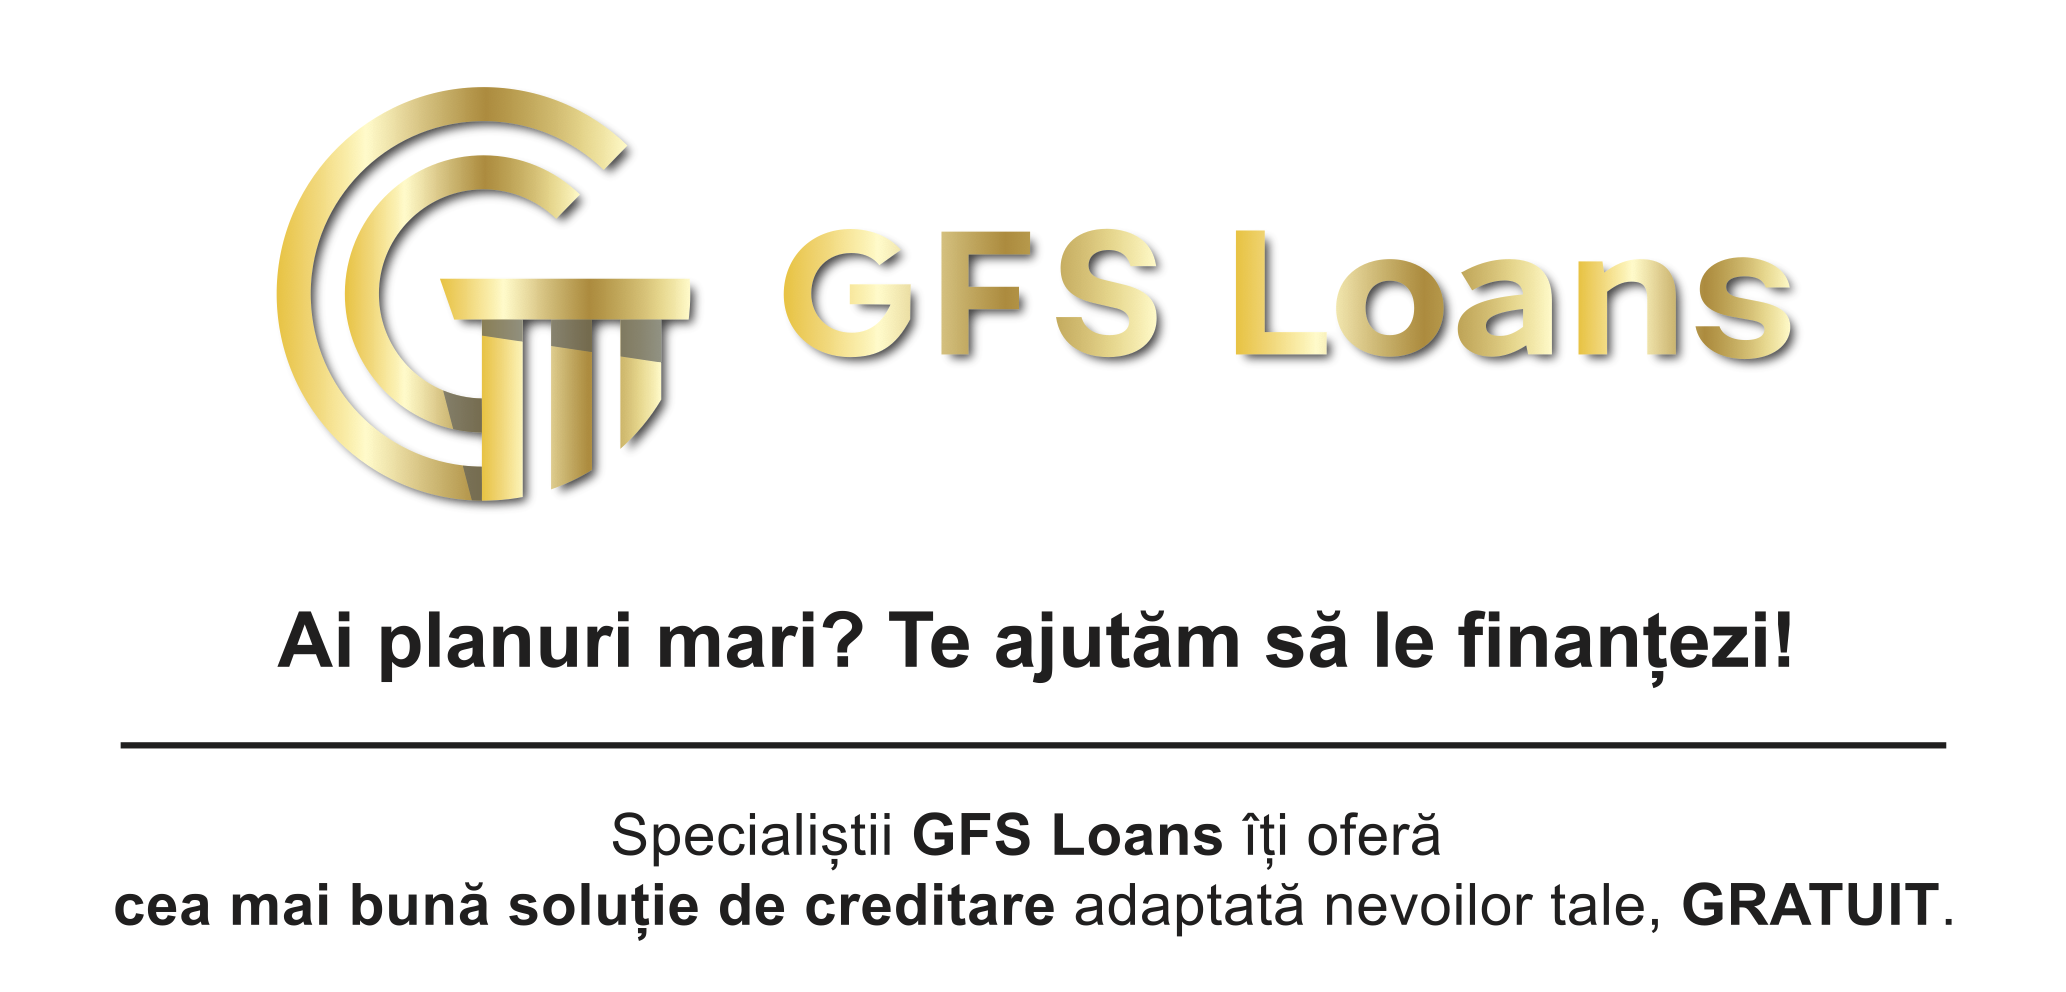 GFS Loans
Ai planuri mari? Te ajutăm să le finanțezi!
Specialiștii GFS Loans îți oferă
cea mai bună soluție de creditare adaptată nevoilor tale, GRATUIT.